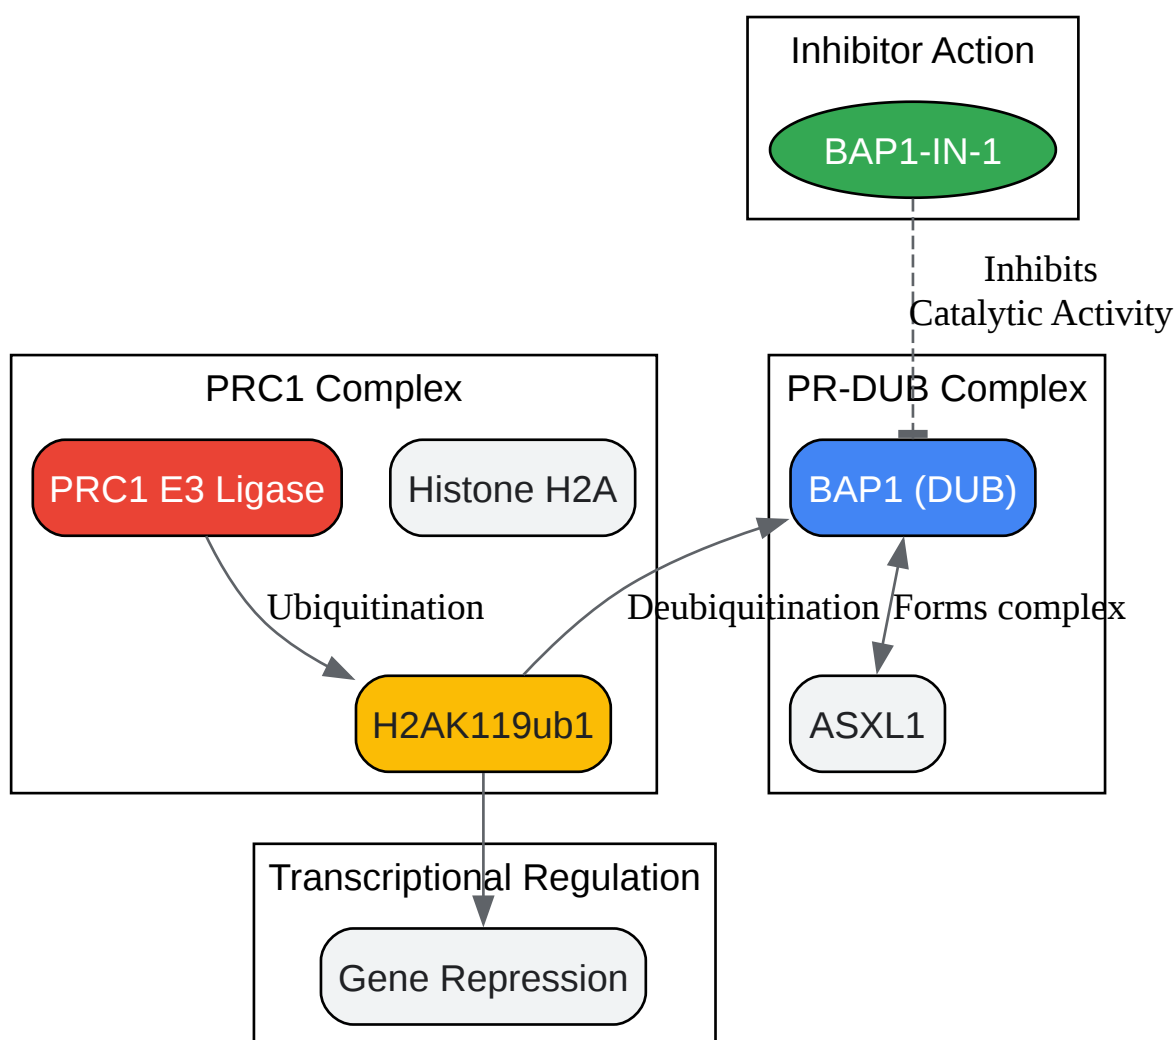 Inhibitor Action
BAP1-IN-1
Inhibits
Catalytic Activity
PRC1 Complex
PR-DUB Complex
PRC1 E3 Ligase
Histone H2A
BAP1 (DUB)
Ubiquitination
Deubiquitination
Forms complex
H2AK119ub1
ASXL1
Transcriptional Regulation
Gene Repression